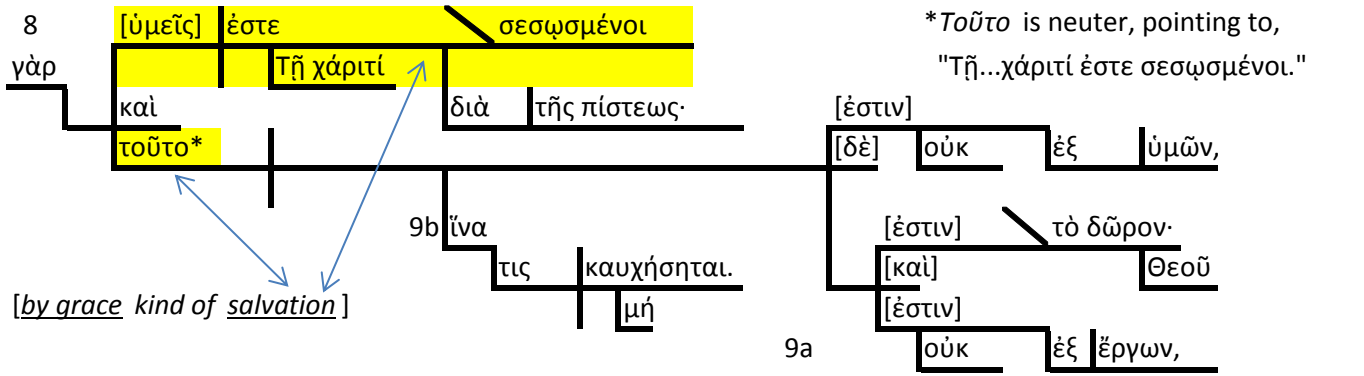 8 [ὑμεῖς] ἐστε σεσῳσμένοι *Τοῦτο is neuter, pointing to,
γὰρ Τῇ χάριτί "Τῇ...χάριτί ἐστε σεσῳσμένοι."
καὶ διὰ τῆς πίστεως· [ἐστιν]
τοῦτο* [δὲ] οὐκ ἐξ ὑμῶν,
9b ἵνα [ἐστιν] τὸ δῶρον·
τις καυχήσηται. [καὶ] Θεοῦ
[by grace kind of salvation ] μή [ἐστιν]
9a οὐκ ἐξ ἔργων,